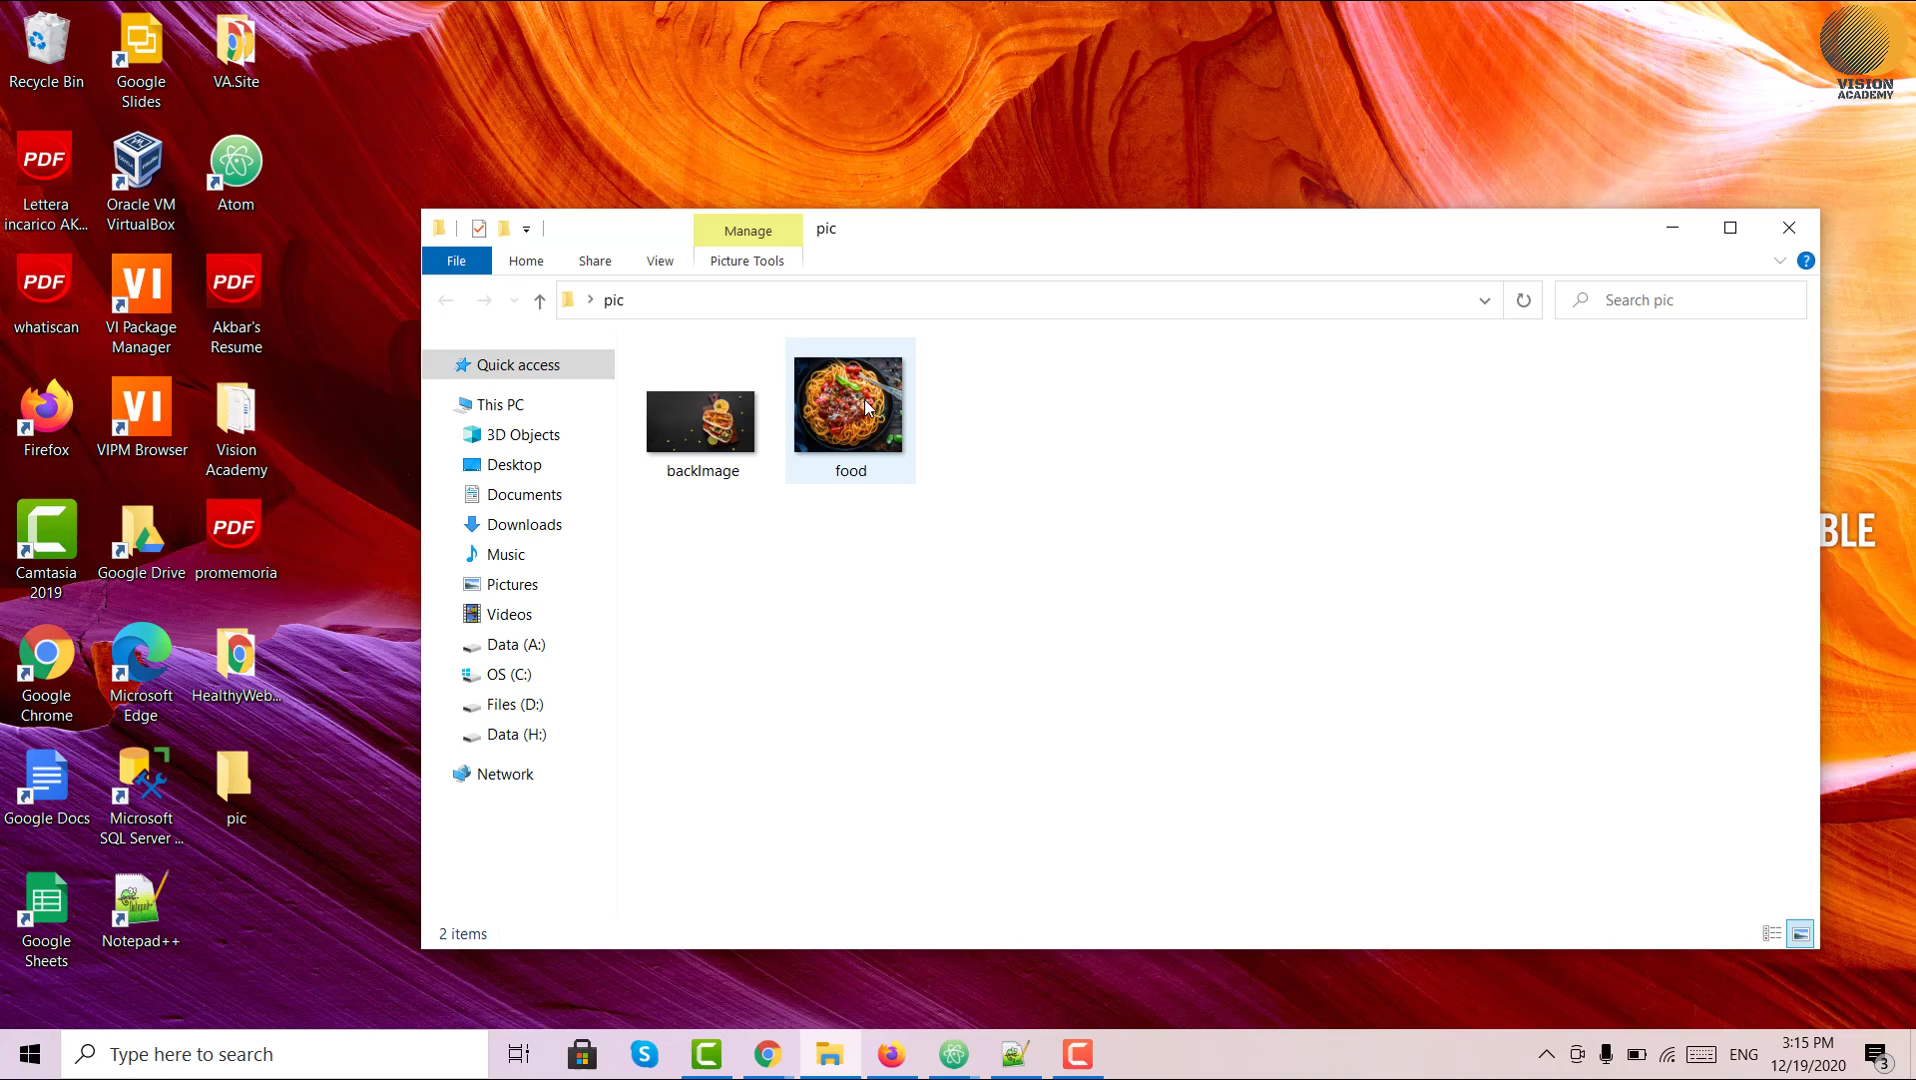 Recycle Bin
Google
Slides
VA.Site
VISION
ACADEMY
PDF
Lettera
incarico AK...
Oracle VM
VirtualBox
Atom
PDF
whatiscan
VI
VI Package
Manager
PDF
Akbar's
Resume
Firefox
VI
VIPM Browser
Vision
Academy
Camtasia
2019
Google Drive
PDF
promemoria
Google
Chrome
Microsoft
Edge
HealthyWeb...
Google Docs
Microsoft
SQL Server ...
pic
Google
Sheets
Notepad++
Manage
pic
File
Home
Share
View
Picture Tools
pic
Search pic
Quick access
This PC
3D Objects
Desktop
Documents
Downloads
Music
Pictures
Videos
Data (A:)
OS (C:)
Files (D:)
Data (H:)
Network
backImage
food
2 items
BLE
Type here to search
ENG
3:15 PM
12/19/2020
3